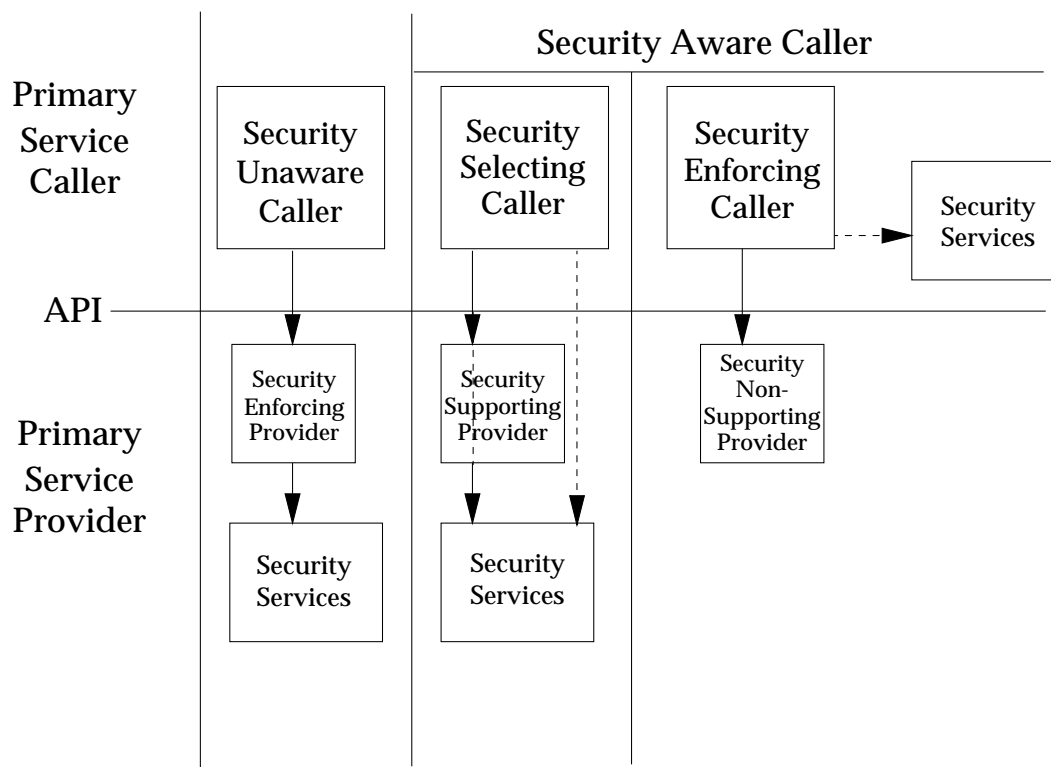 Security Aware Caller
Primary
Service
Caller
Security
Unaware
Caller
Security
Selecting
Caller
Security
Enforcing
Caller
Security
Services
API
Primary
Service
Provider
Security
Enforcing
Provider
Security
Supporting
Provider
Security
Non-
Supporting
Provider
Security
Services
Security
Services